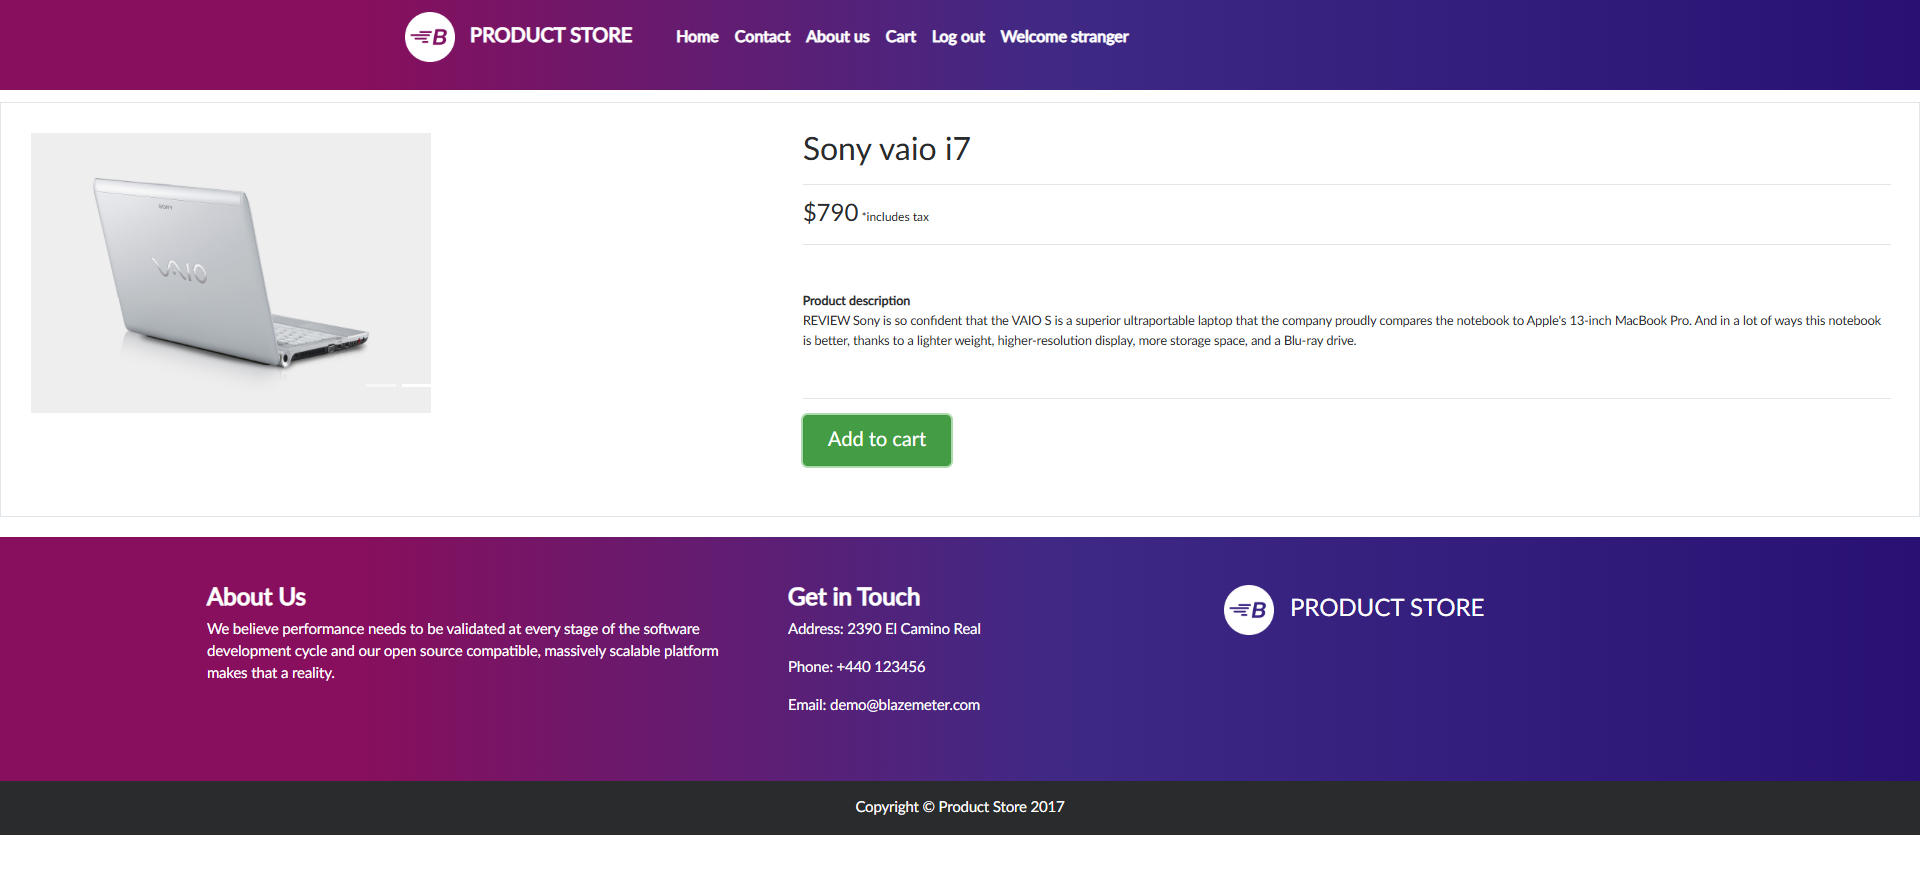 B PRODUCT STORE Home Contact About us Cart Log out Welcome stranger
SONY
VAIO
Sony vaio i7
$790 *includes tax
Product description
REVIEW Sony is so confident that the VAIO S is a superior ultraportable laptop that the company proudly compares the notebook to Apple's 13-inch MacBook Pro. And in a lot of ways this notebook
is better, thanks to a lighter weight, higher-resolution display, more storage space, and a Blu-ray drive.
Add to cart
About Us
We believe performance needs to be validated at every stage of the software
development cycle and our open source compatible, massively scalable platform
makes that a reality.
Get in Touch
Address: 2390 El Camino Real
Phone: +440 123456
Email: demo@blazemeter.com
B PRODUCT STORE
Copyright © Product Store 2017